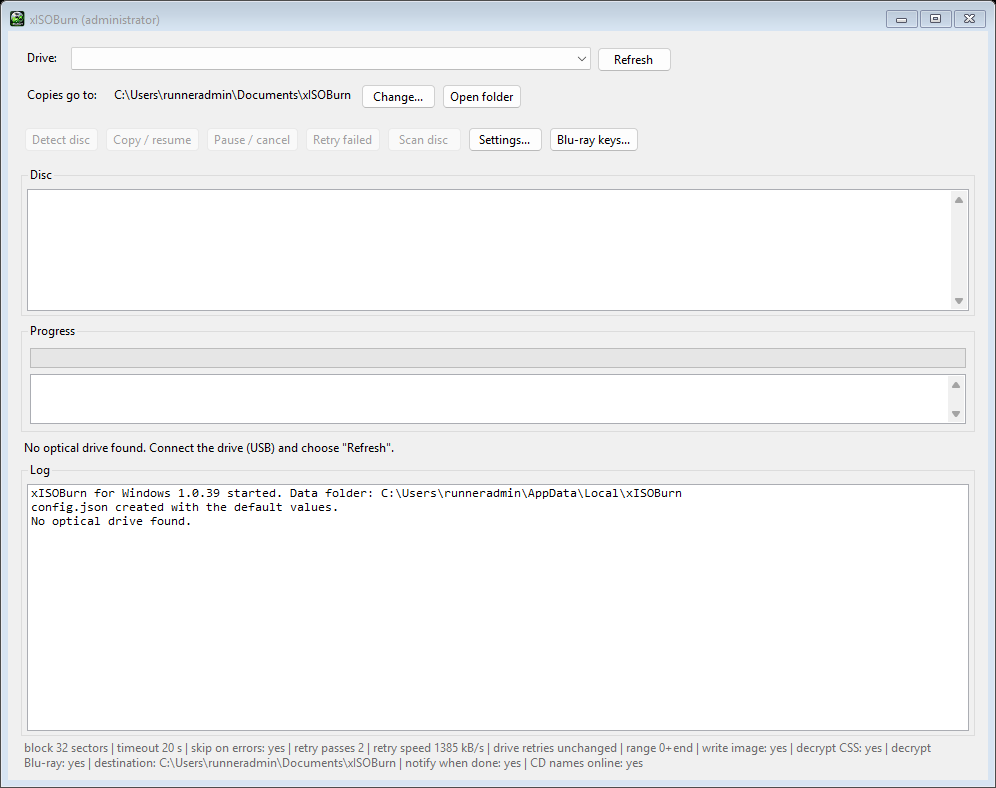 xISOBurn (administrator)
Drive:
Refresh
Copies go to: C:\Users\runneradmin\Documents\xISOBurn Change... Open folder
Detect disc Copy / resume Pause / cancel Retry failed Scan disc Settings... Blu-ray keys...
Disc
Progress
No optical drive found. Connect the drive (USB) and choose "Refresh".
Log
xISOBurn for Windows 1.0.39 started. Data folder: C:\Users\runneradmin\AppData\Local\xISOBurn
config.json created with the default values.
No optical drive found.
block 32 sectors | timeout 20 s | skip on errors: yes | retry passes 2 | retry speed 1385 kB/s | drive retries unchanged | range 0+end | write image: yes | decrypt CSS: yes | decrypt
Blu-ray: yes | destination: C:\Users\runneradmin\Documents\xISOBurn | notify when done: yes | CD names online: yes